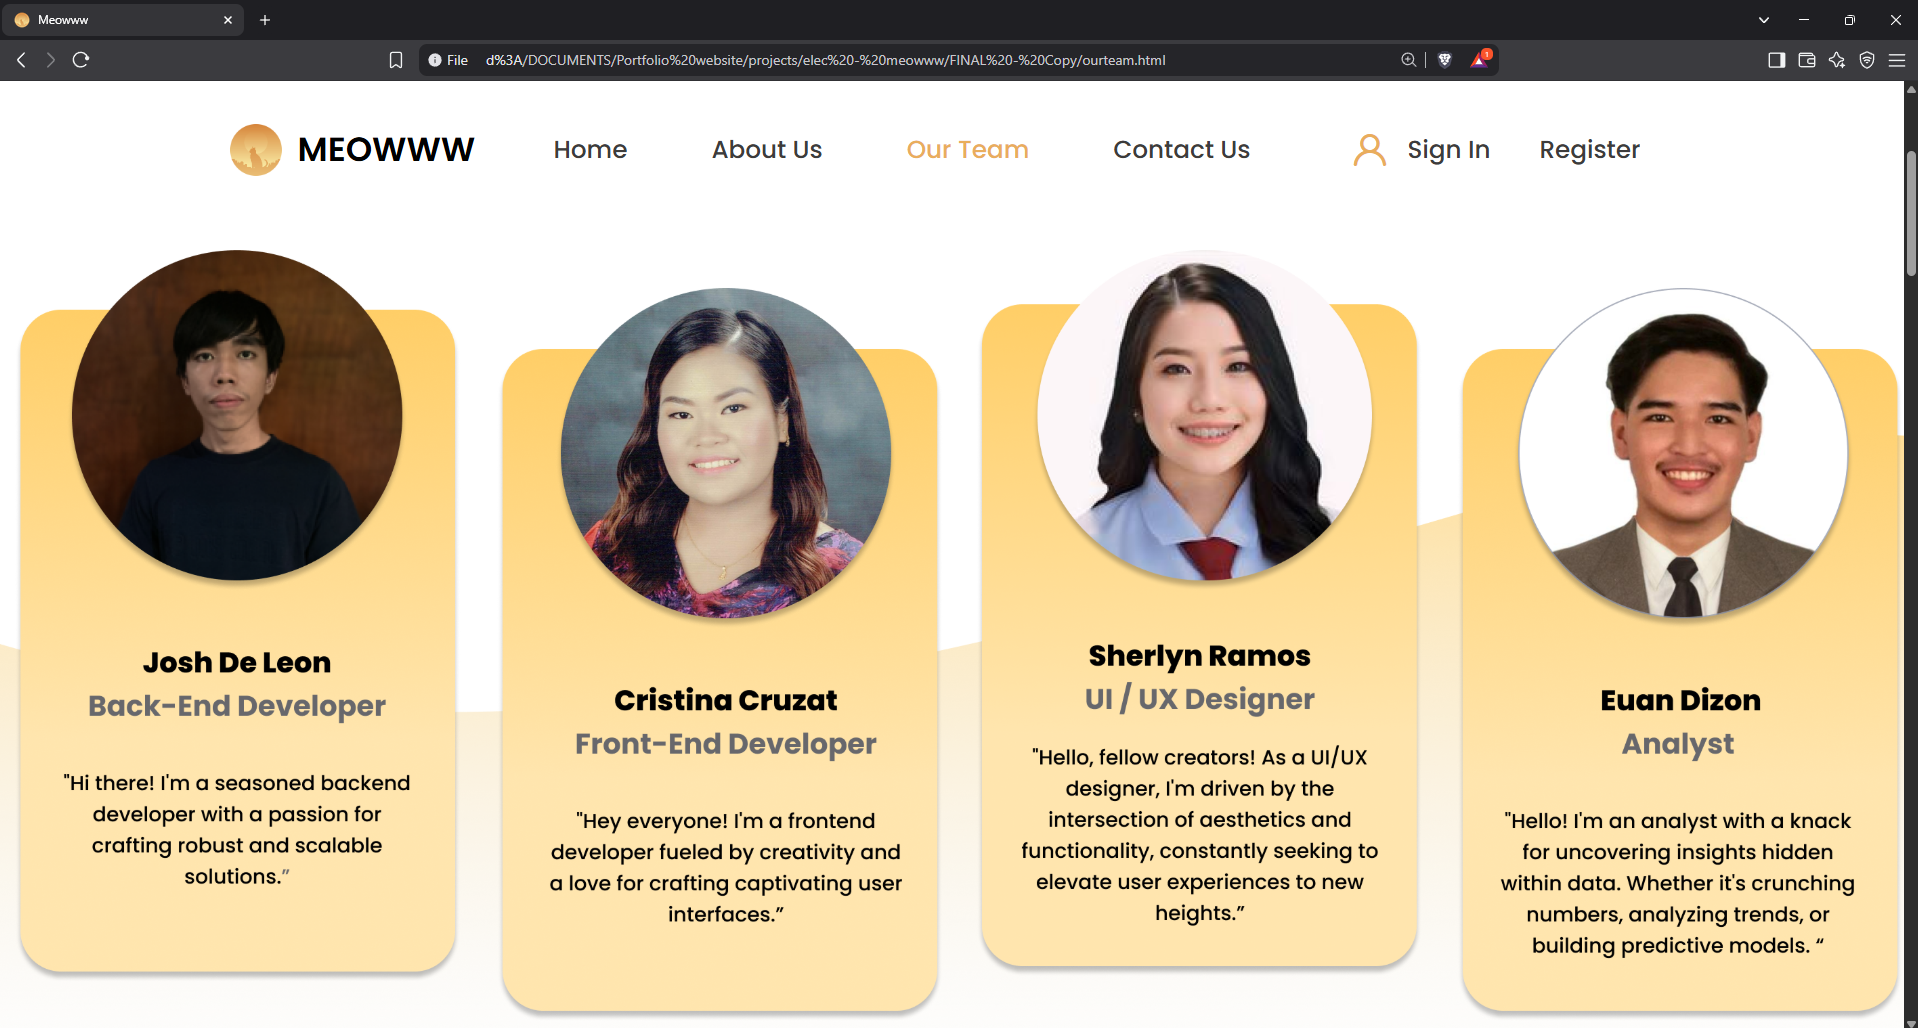 Meowww
File d%3A/DOCUMENTS/Portfolio%20website/projects/elec%20-%20meowww/FINAL%20-%20Copy/ourteam.html
1
MEOWWW
Home
About Us
Our Team
Contact Us
Sign In
Register
Josh De Leon
Back-End Developer
"Hi there! I'm a seasoned backend
developer with a passion for
crafting robust and scalable
solutions.”
Cristina Cruzat
Front-End Developer
"Hey everyone! I'm a frontend
developer fueled by creativity and
a love for crafting captivating user
interfaces.”
Sherlyn Ramos
UI / UX Designer
"Hello, fellow creators! As a UI/UX
designer, I'm driven by the
intersection of aesthetics and
functionality, constantly seeking to
elevate user experiences to new
heights.”
Euan Dizon
Analyst
"Hello! I'm an analyst with a knack
for uncovering insights hidden
within data. Whether it's crunching
numbers, analyzing trends, or
building predictive models. “